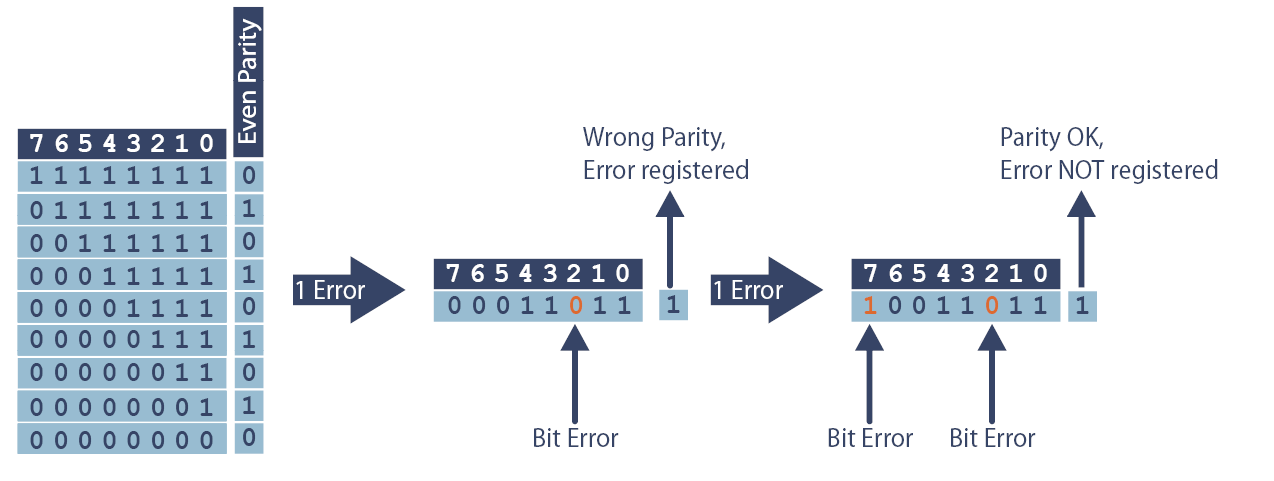 Even Parity
7 6 5 4 3 2 1 0
1 1 1 1 1 1 1 1 0
0 1 1 1 1 1 1 1 1
0 0 1 1 1 1 1 1 0
0 0 0 1 1 1 1 1 1
0 0 0 0 1 1 1 1 0
0 0 0 0 0 1 1 1 1
0 0 0 0 0 0 1 1 0
0 0 0 0 0 0 0 1 1
0 0 0 0 0 0 0 0 0
1 Error
Wrong Parity,
Error registered
7 6 5 4 3 2 1 0
0 0 0 1 1 0 1 1 1
Bit Error
1 Error
Parity OK,
Error NOT registered
7 6 5 4 3 2 1 0
1 0 0 1 1 0 1 1 1
Bit Error
Bit Error